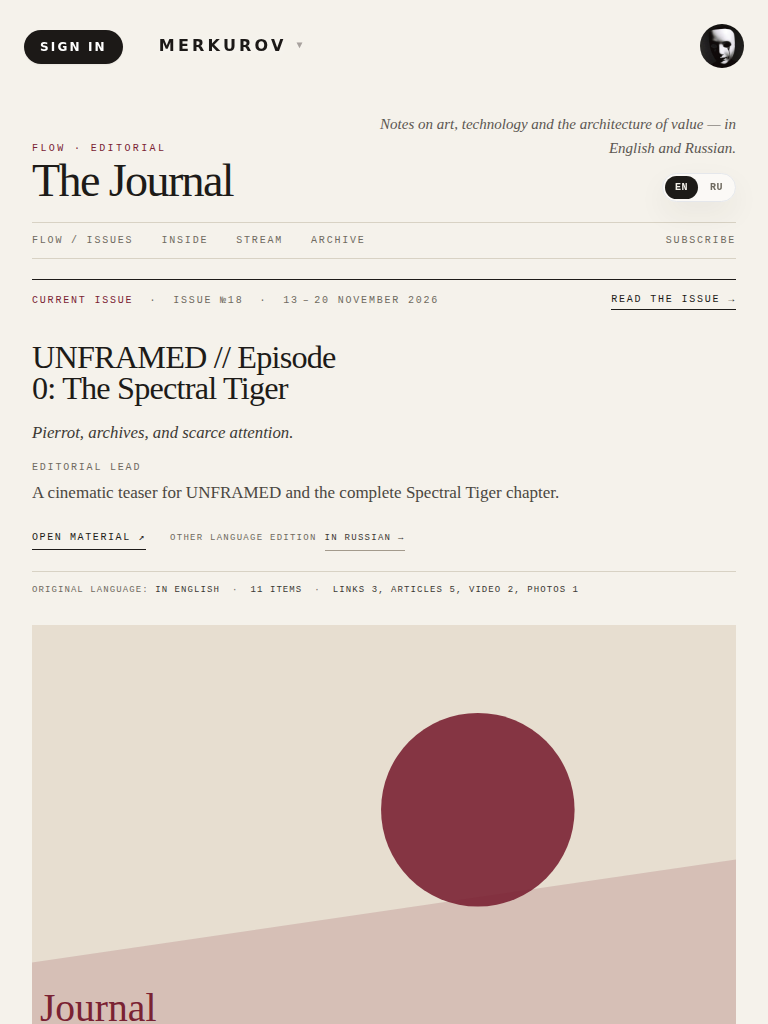 SIGN IN
MERKUROV ▼
Notes on art, technology and the architecture of value — in
English and Russian.
FLOW · EDITORIAL
The Journal
EN RU
FLOW / ISSUES INSIDE STREAM ARCHIVE SUBSCRIBE
CURRENT ISSUE · ISSUE №18 · 13 – 20 NOVEMBER 2026 READ THE ISSUE →
UNFRAMED // Episode
0: The Spectral Tiger
Pierrot, archives, and scarce attention.
EDITORIAL LEAD
A cinematic teaser for UNFRAMED and the complete Spectral Tiger chapter.
OPEN MATERIAL ↗ OTHER LANGUAGE EDITION IN RUSSIAN →
ORIGINAL LANGUAGE: IN ENGLISH · 11 ITEMS · LINKS 3, ARTICLES 5, VIDEO 2, PHOTOS 1
Journal